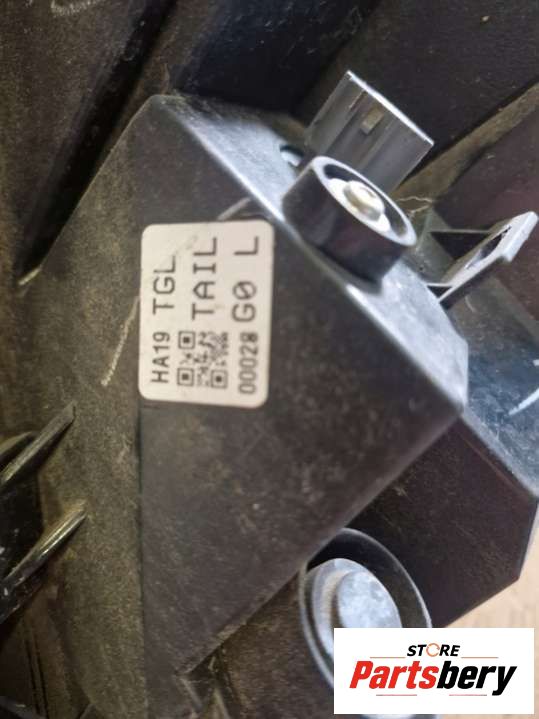 HA19 TGL
TAIL
00028 G0 L
STORE
Partsbery